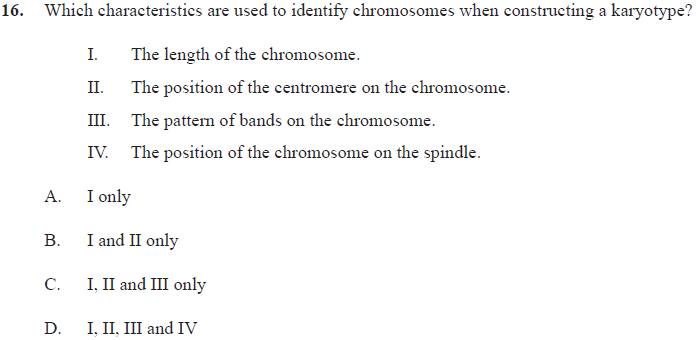 16. Which characteristics are used to identify chromosomes when constructing a karyotype?
I. The length of the chromosome.
II. The position of the centromere on the chromosome.
III. The pattern of bands on the chromosome.
IV. The position of the chromosome on the spindle.
A. I only
B. I and II only
C. I, II and III only
D. I, II, III and IV